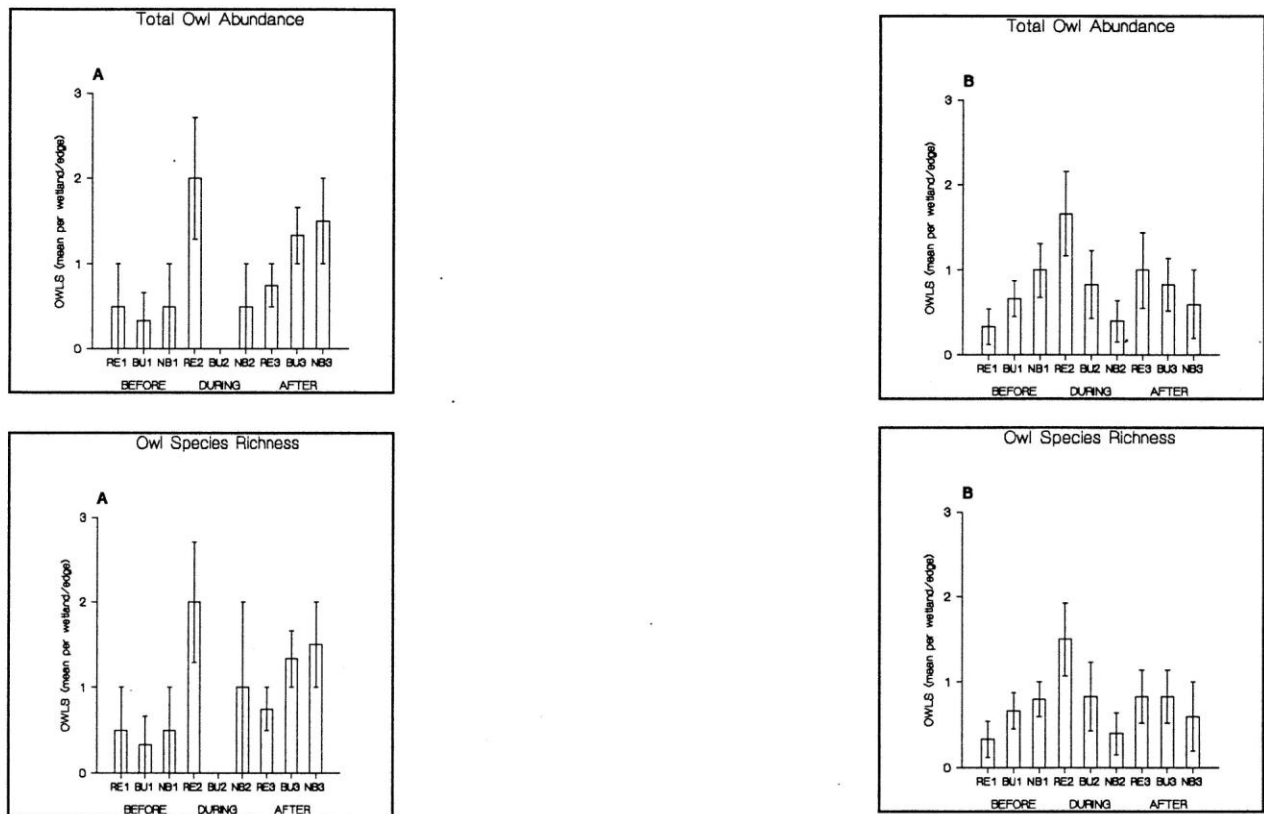 Total Owl Abundance
A
3
2
1
0
OWLS (mean per wetland/edge)
RE1 BU1 NB1 RE2 BU2 NB2 RE3 BU3 NB3
BEFORE DURING AFTER
Total Owl Abundance
B
3
2
1
0
OWLS (mean per wetland/edge)
RE1 BU1 NB1 RE2 BU2 NB2 RE3 BU3 NB3
BEFORE DURING AFTER
Owl Species Richness
A
3
2
1
0
OWLS (mean per wetland/edge)
RE1 BU1 NB1 RE2 BU2 NB2 RE3 BU3 NB3
BEFORE DURING AFTER
Owl Species Richness
B
3
2
1
0
OWLS (mean per wetland/edge)
RE1 BU1 NB1 RE2 BU2 NB2 RE3 BU3 NB3
BEFORE DURING AFTER